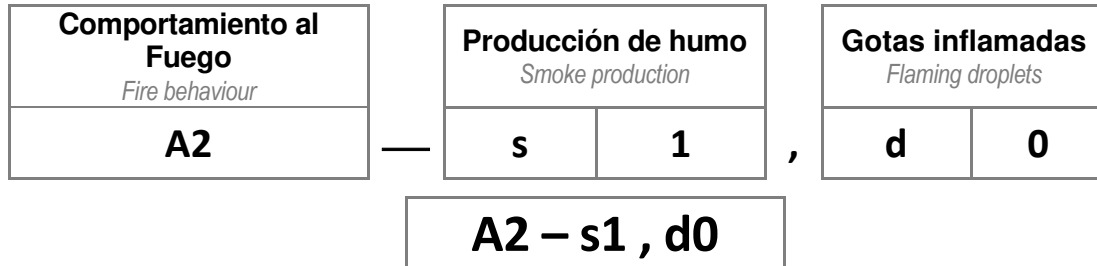 Comportamiento al
Fuego
Fire behaviour
Producción de humo
Smoke production
Gotas inflamadas
Flaming droplets
A2 — s 1 , d 0
A2 – s1 , d0